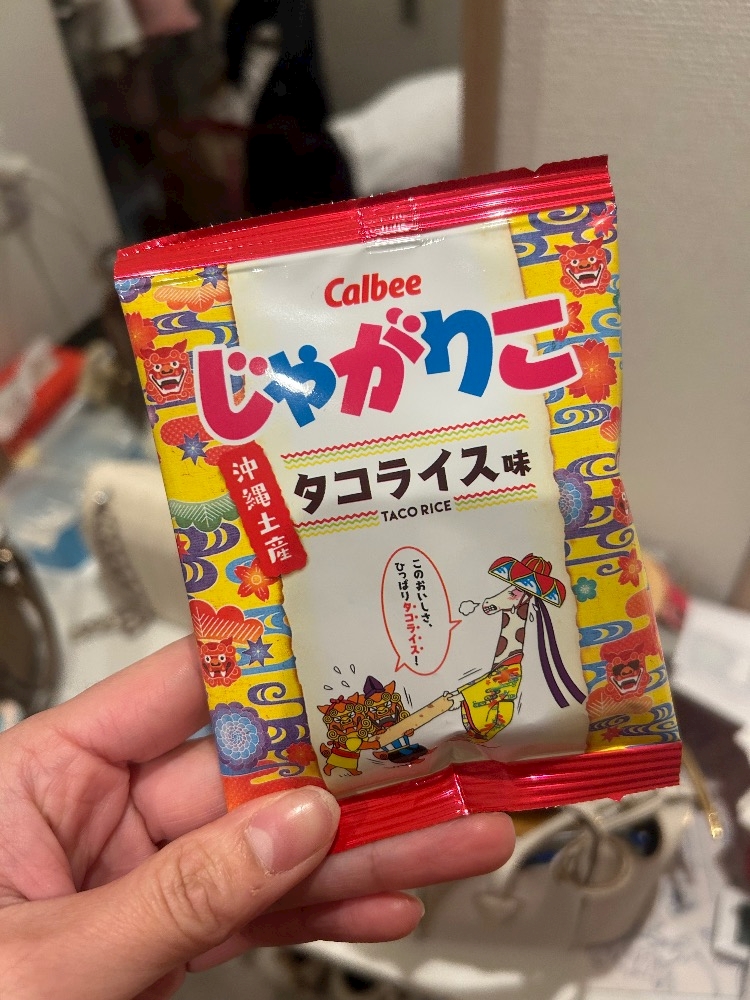 Calbee
じゃがりこ
沖縄土産
タコライス味
TACO RICE
このおいしさ、
ひっぱりタコライス!